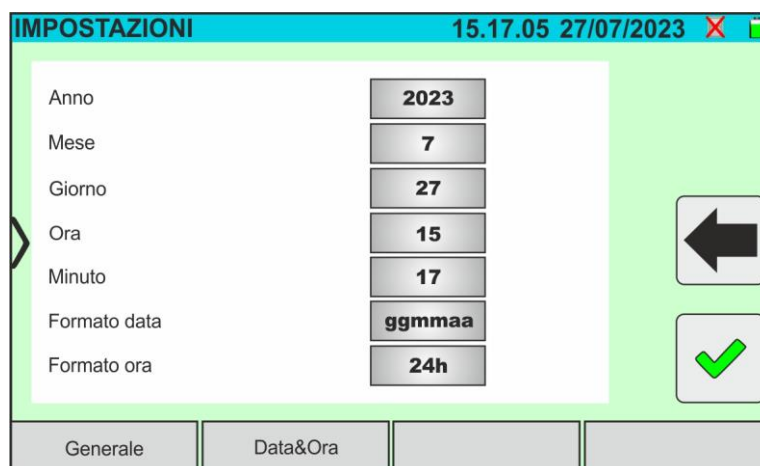 IMPOSTAZIONI 15.17.05 27/07/2023
Anno 2023
Mese 7
Giorno 27
Ora 15
Minuto 17
Formato data ggmmaa
Formato ora 24h
Generale Data&Ora